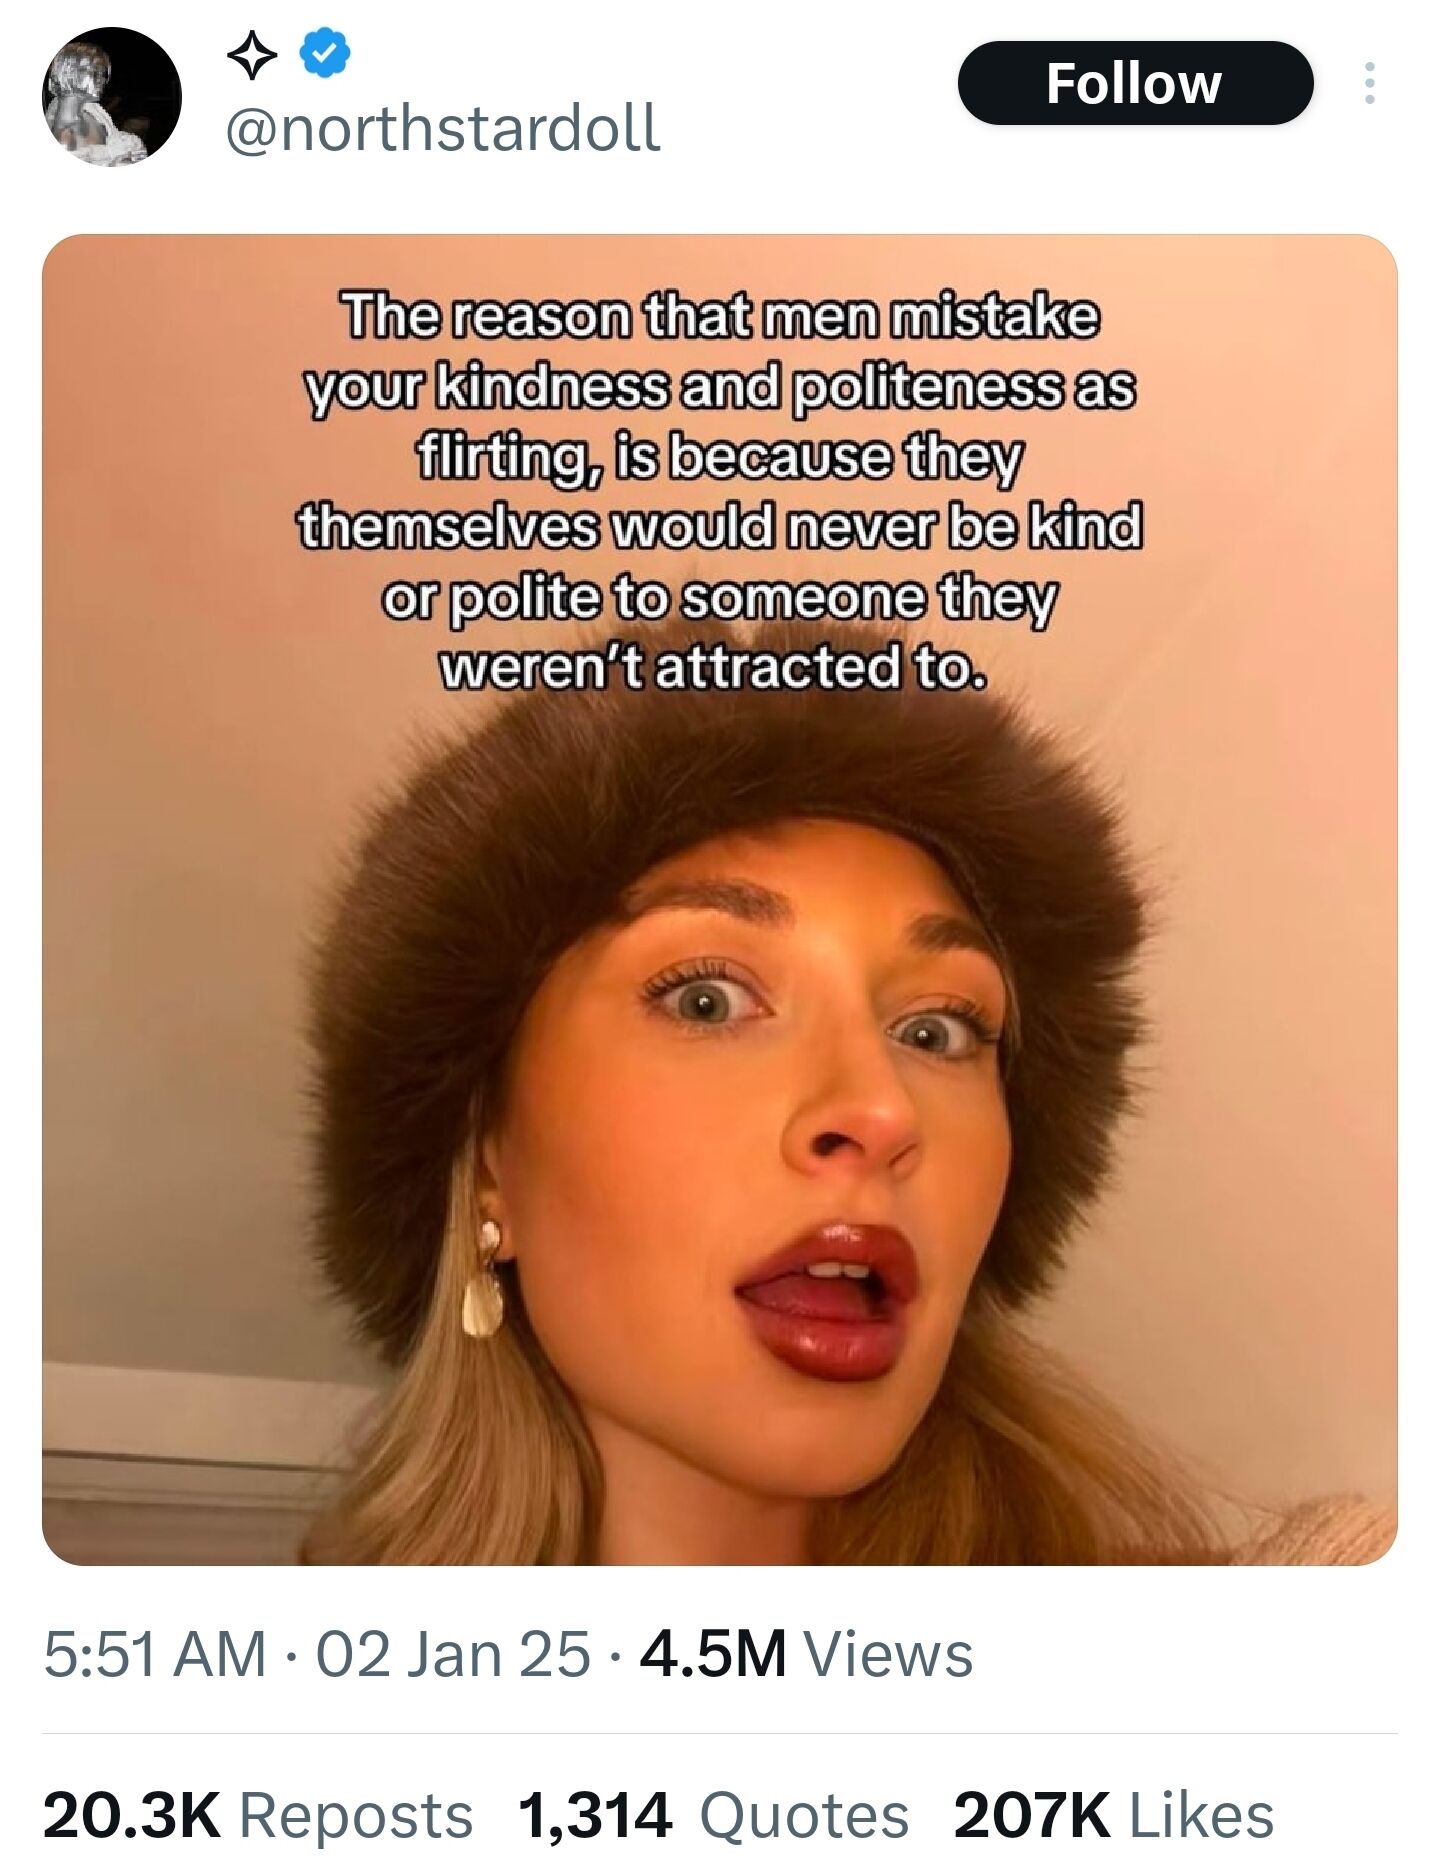 @northstardoll
Follow
The reason that men mistake
your kindness and politeness as
flirting, is because they
themselves would never be kind
or polite to someone they
weren’t attracted to.
5:51 AM · 02 Jan 25 · 4.5M Views
20.3K Reposts 1,314 Quotes 207K Likes